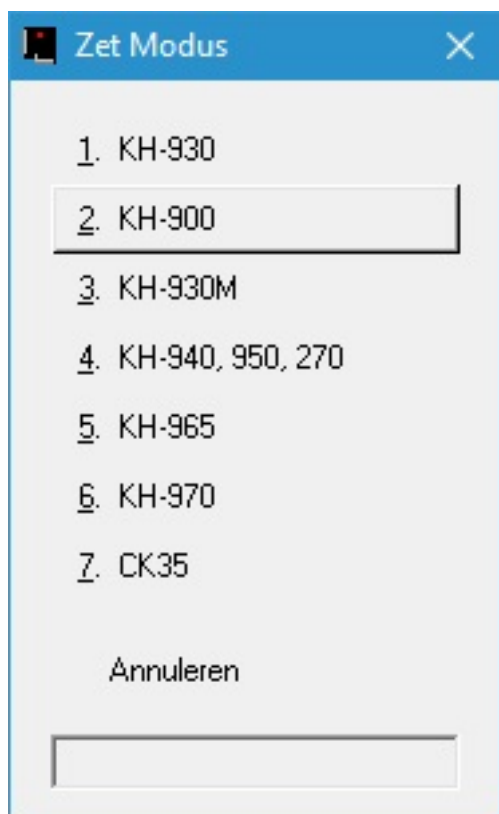 Zet Modus
1. KH-930
2. KH-900
3. KH-930M
4. KH-940, 950, 270
5. KH-965
6. KH-970
7. CK35
Annuleren